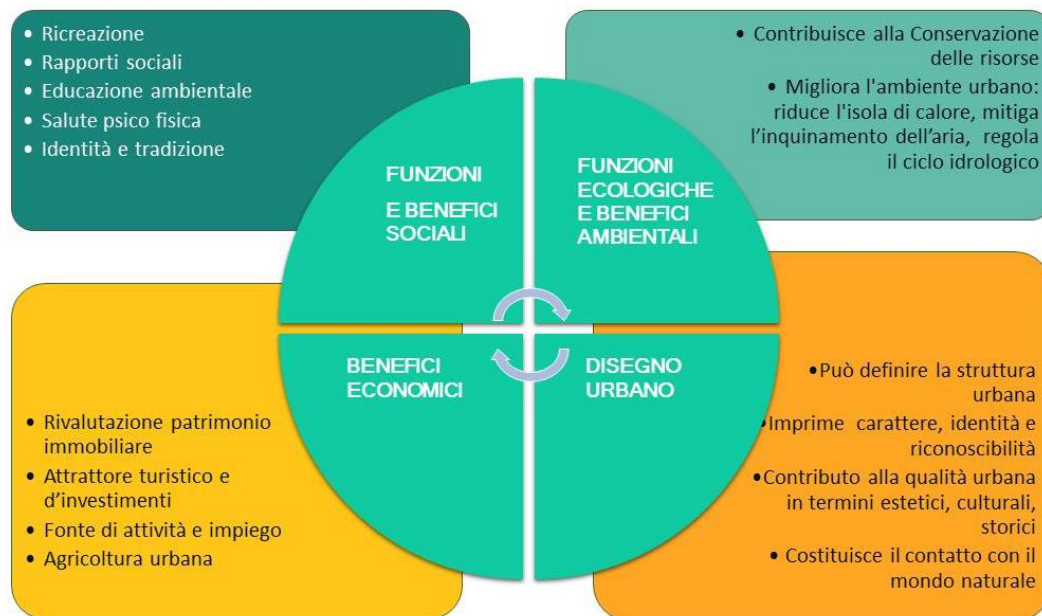 • Ricreazione
• Rapporti sociali
• Educazione ambientale
• Salute psico fisica
• Identità e tradizione
• Contribuisce alla Conservazione
delle risorse
• Migliora l'ambiente urbano:
riduce l'isola di calore, mitiga
l’inquinamento dell’aria, regola
il ciclo idrologico
FUNZIONI
E BENEFICI
SOCIALI
FUNZIONI
ECOLOGICHE
E BENEFICI
AMBIENTALI
BENEFICI
ECONOMICI
DISEGNO
URBANO
• Rivalutazione patrimonio
immobiliare
• Attrattore turistico e
d’investimenti
• Fonte di attività e impiego
• Agricoltura urbana
•Può definire la struttura
urbana
•Imprime carattere, identità e
riconoscibilità
•Contributo alla qualità urbana
in termini estetici, culturali,
storici
• Costituisce il contatto con il
mondo naturale